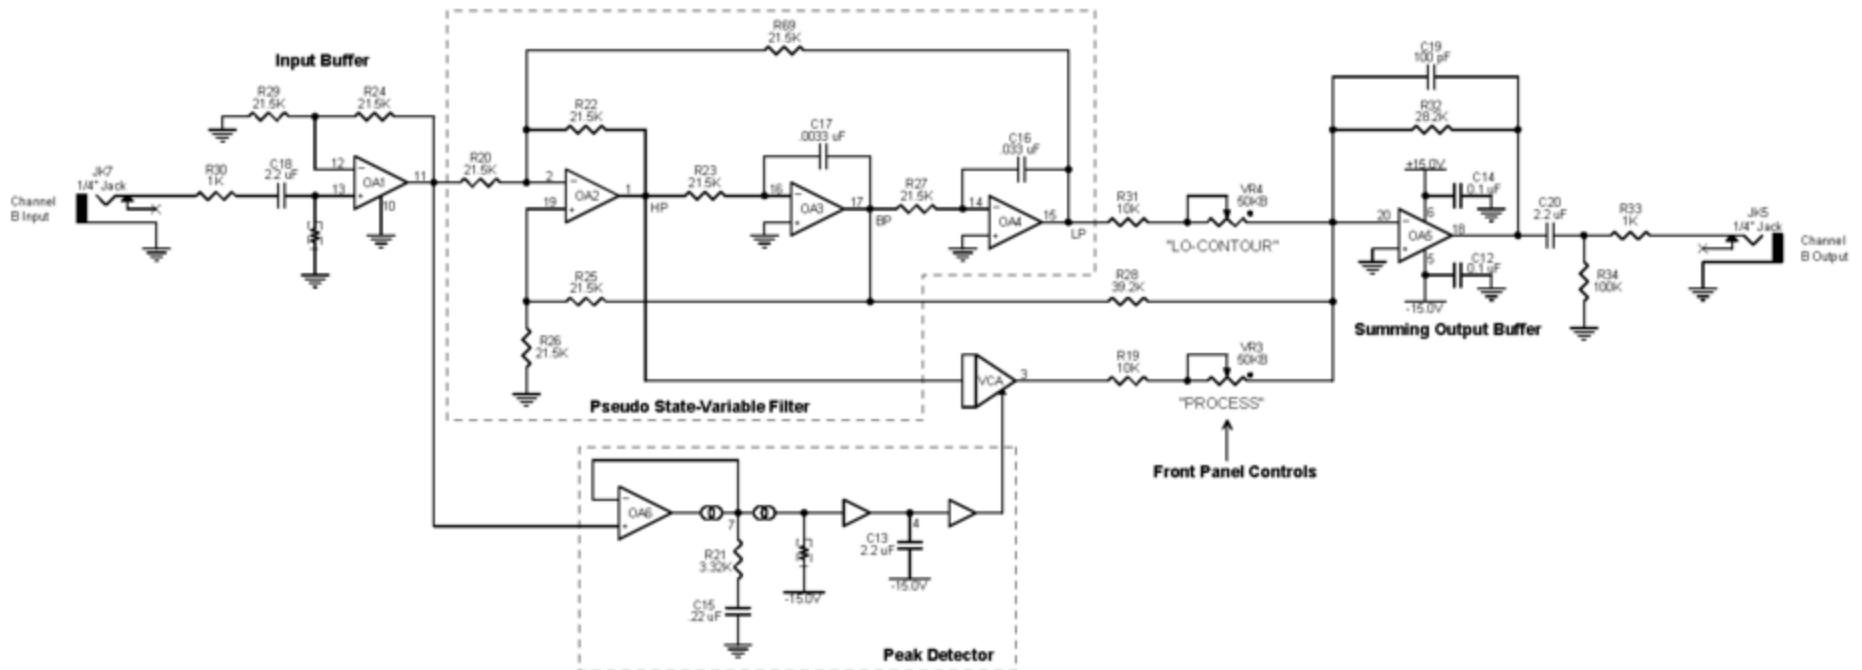 Input Buffer
R29
21.5K
R24
21.5K
JK7
1/4" Jack
Channel
B Input
R30
1K
C18
2.2 uF
12
13
OA1
11
10
R69
21.5K
R22
21.5K
R20
21.5K
2
19
OA2
1
HP
R23
21.5K
C17
.0033 uF
16
OA3
17
BP
R27
21.5K
C16
.033 uF
14
OA4
15
LP
R25
21.5K
R26
21.5K
Pseudo State-Variable Filter
R31
10K
VR4
50KB
"LO-CONTOUR"
R28
39.2K
VCA
3
R19
10K
VR3
50KB
"PROCESS"
Front Panel Controls
C19
100 pF
R32
28.2K
+15.0V
C14
0.1 uF
6
20
OA5
18
5
C12
0.1 uF
-15.0V
Summing Output Buffer
C20
2.2 uF
R33
1K
R34
100K
JK5
1/4" Jack
Channel
B Output
OA6
7
R21
3.32K
C15
.22 uF
-15.0V
C13
2.2 uF
4
-15.0V
Peak Detector